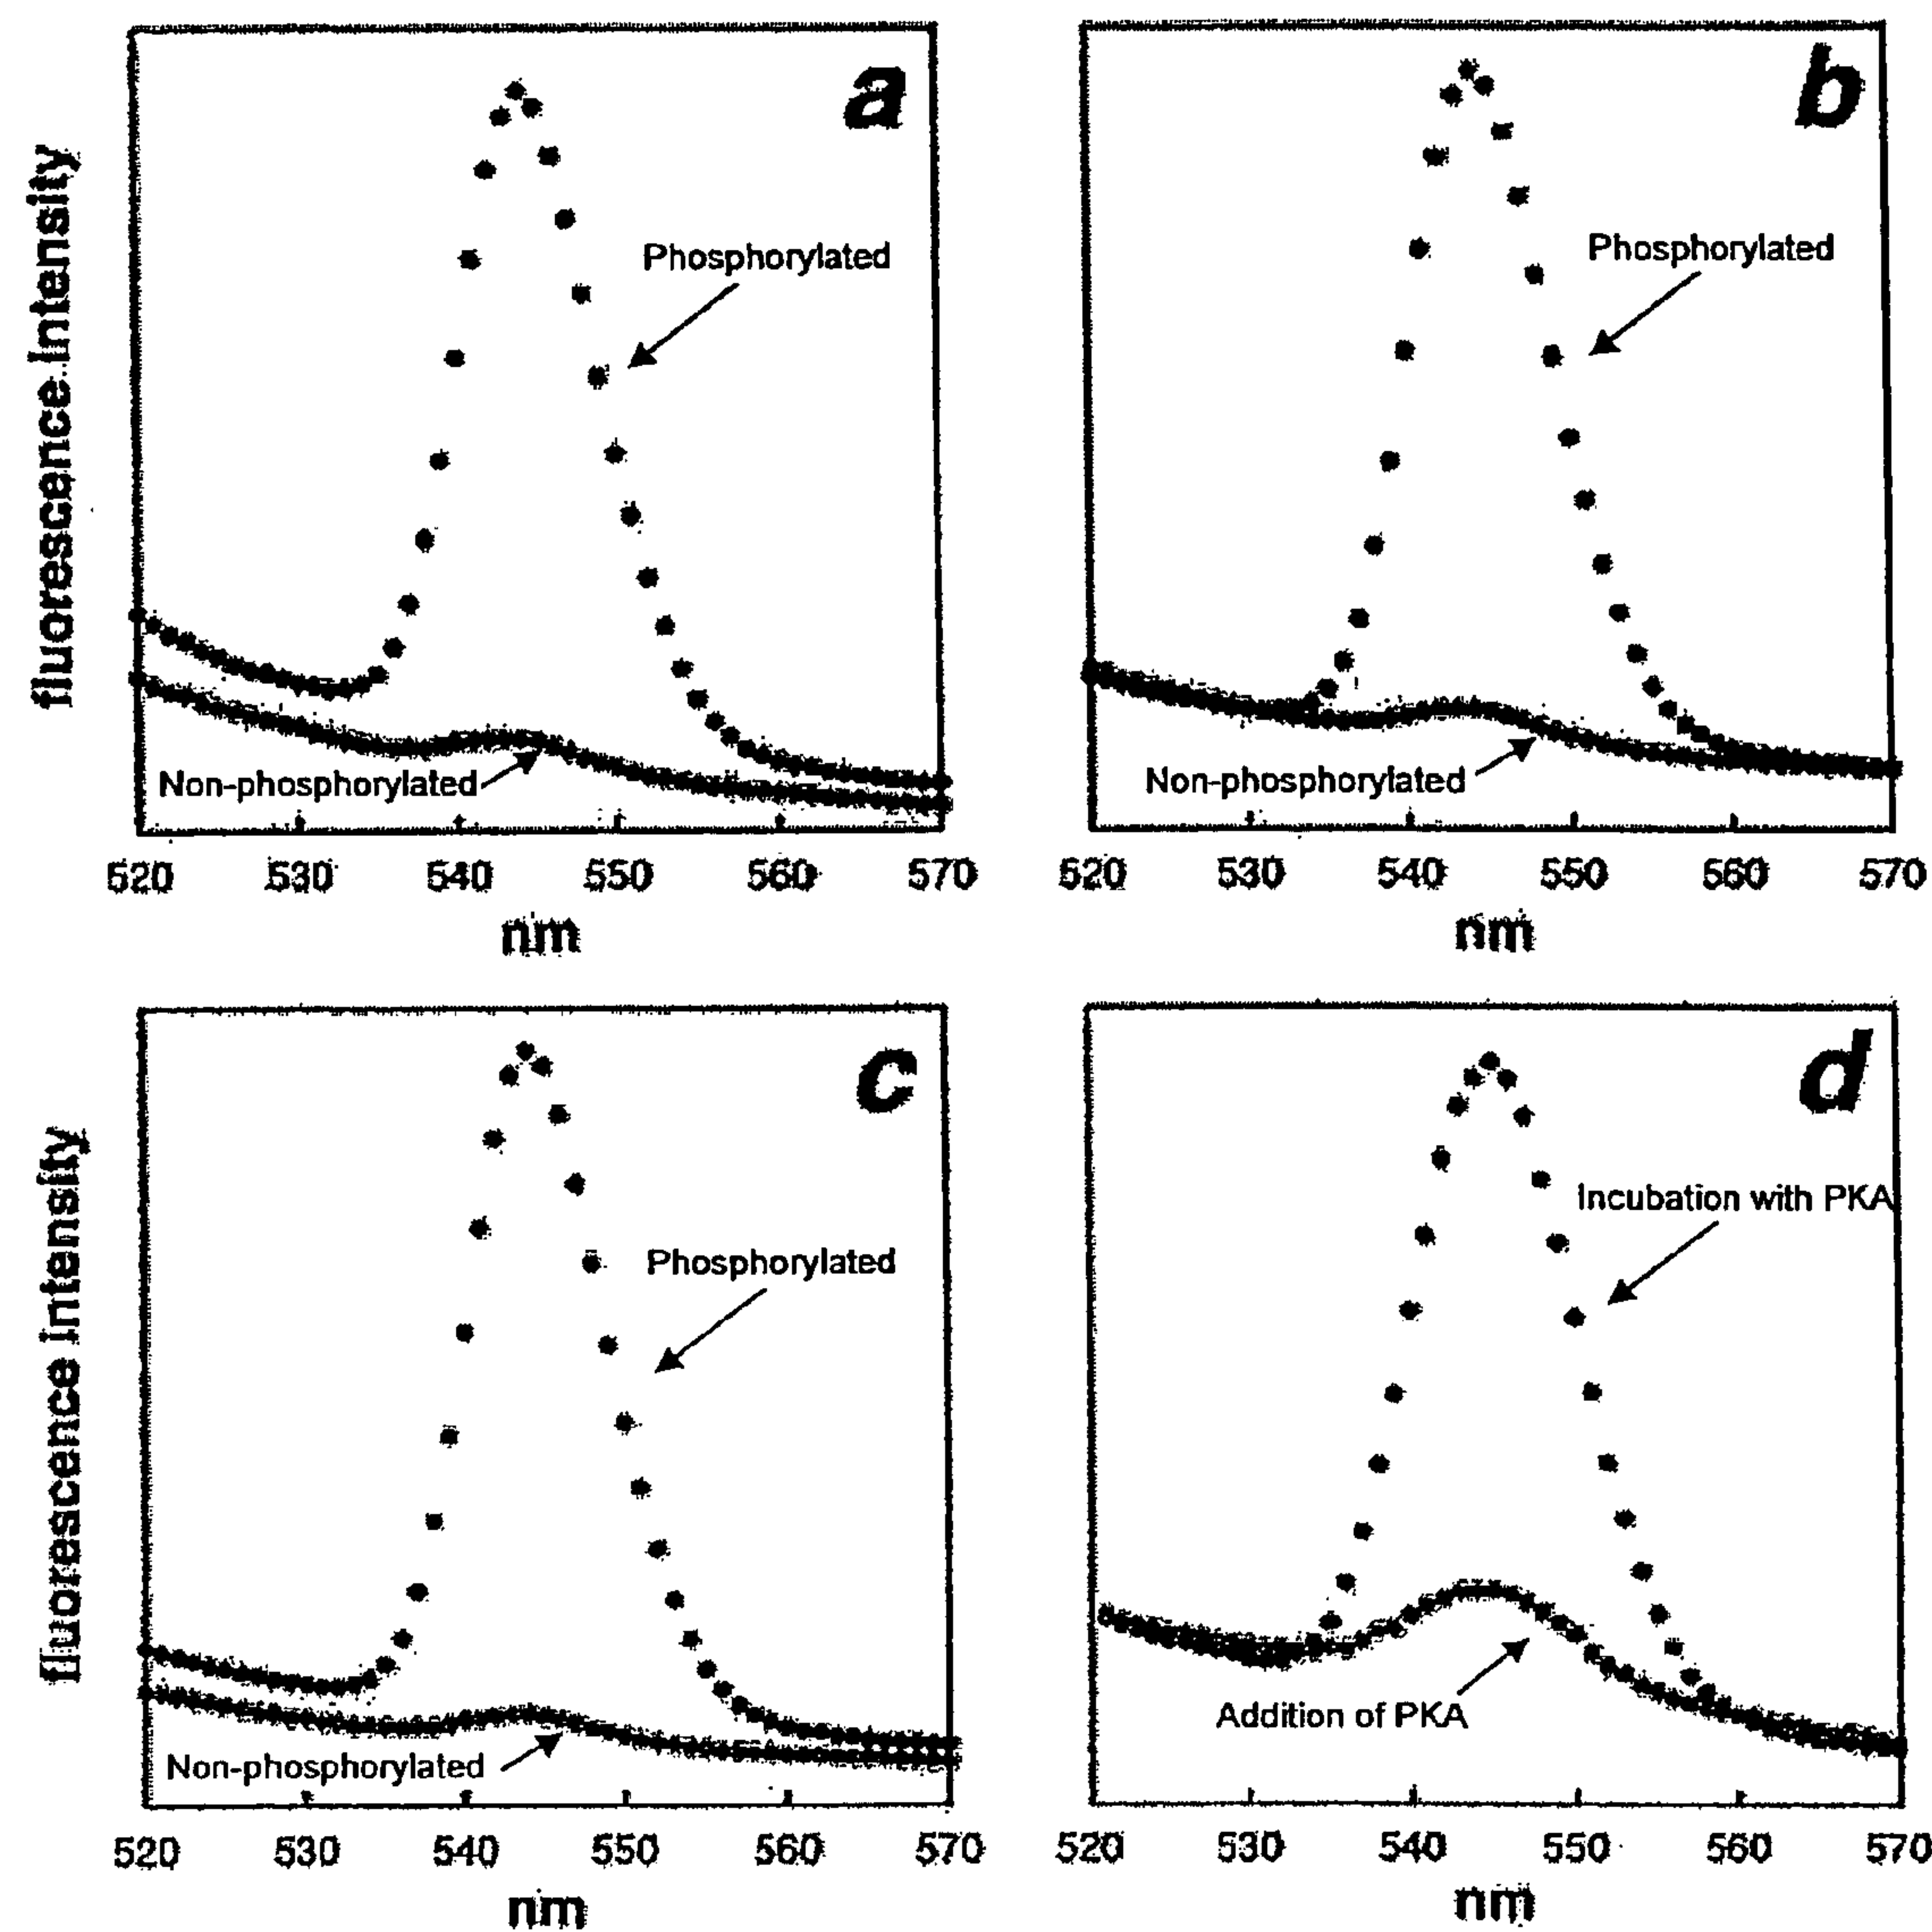 fluorescence intensity
a
Phosphorylated
Non-phosphorylated
520 530 540 550 560 570
nm
b
Phosphorylated
Non-phosphorylated
520 530 540 550 560 570
nm
fluorescence intensity
c
Phosphorylated
Non-phosphorylated
520 530 540 550 560 570
nm
d
Incubation with PKA
Addition of PKA
520 530 540 550 560 570
nm